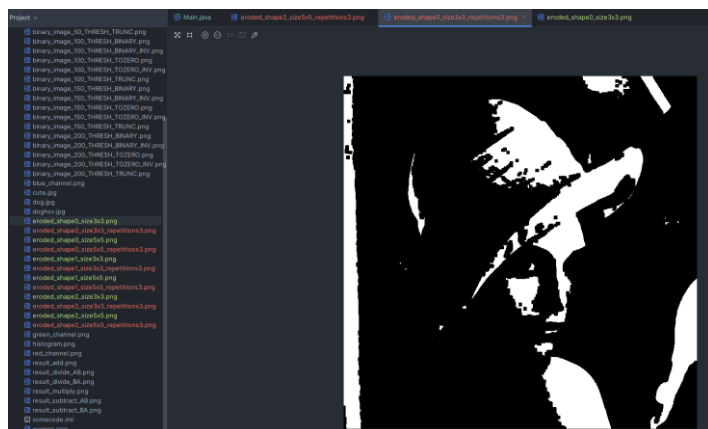 Project
Main.java
eroded_shape2_size5x5_repetitions3.png
eroded_shape0_size3x3_repetitions3.png
eroded_shape0_size3x3.png
binary_image_50_THRESH_TRUNC.png
binary_image_100_THRESH_BINARY.png
binary_image_100_THRESH_BINARY_INV.png
binary_image_100_THRESH_TOZERO.png
binary_image_100_THRESH_TOZERO_INV.png
binary_image_100_THRESH_TRUNC.png
binary_image_150_THRESH_BINARY.png
binary_image_150_THRESH_BINARY_INV.png
binary_image_150_THRESH_TOZERO.png
binary_image_150_THRESH_TOZERO_INV.png
binary_image_150_THRESH_TRUNC.png
binary_image_200_THRESH_BINARY.png
binary_image_200_THRESH_BINARY_INV.png
binary_image_200_THRESH_TOZERO.png
binary_image_200_THRESH_TOZERO_INV.png
binary_image_200_THRESH_TRUNC.png
blue_channel.png
cute.jpg
dog.jpg
doghsv.jpg
eroded_shape0_size3x3.png
eroded_shape0_size3x3_repetitions3.png
eroded_shape0_size5x5.png
eroded_shape0_size5x5_repetitions3.png
eroded_shape1_size3x3.png
eroded_shape1_size3x3_repetitions3.png
eroded_shape1_size5x5.png
eroded_shape1_size5x5_repetitions3.png
eroded_shape2_size3x3.png
eroded_shape2_size3x3_repetitions3.png
eroded_shape2_size5x5.png
eroded_shape2_size5x5_repetitions3.png
green_channel.png
histogram.png
red_channel.png
result_add.png
result_divide_AB.png
result_divide_BA.png
result_multiply.png
result_subtract_AB.png
result_subtract_BA.png
somecode.iml